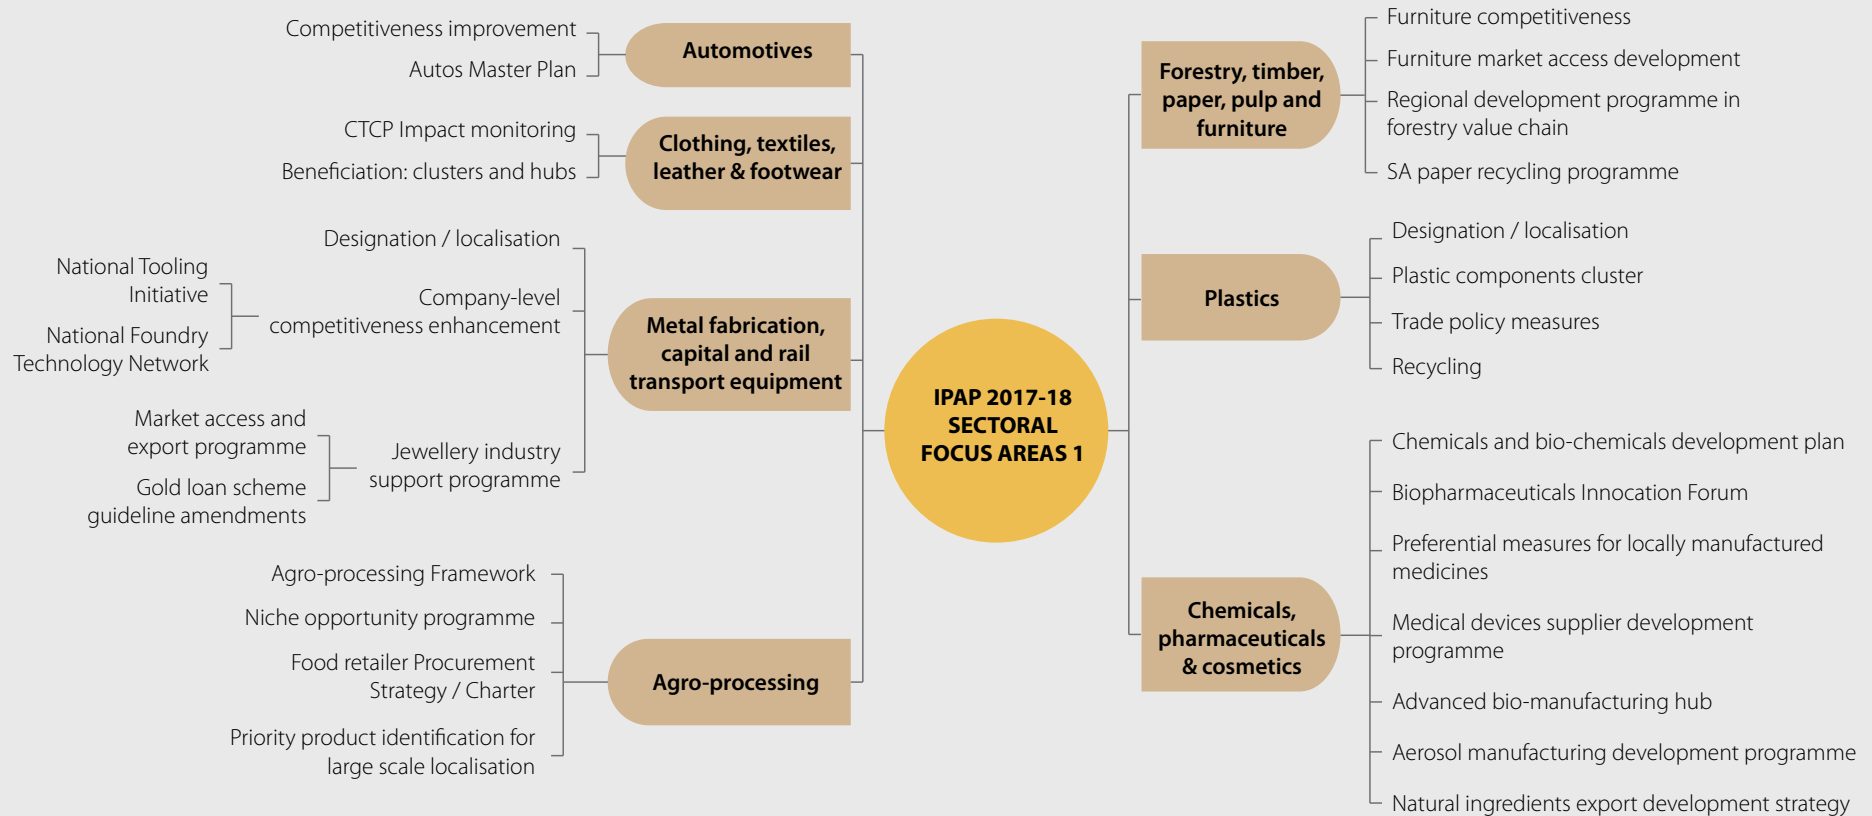 Competitiveness improvement
Autos Master Plan
Automotives
CTCP Impact monitoring
Beneficiation: clusters and hubs
Clothing, textiles,
leather & footwear
Designation / localisation
National Tooling
Initiative
National Foundry
Technology Network
Company-level
competitiveness enhancement
Market access and
export programme
Gold loan scheme
guideline amendments
Jewellery industry
support programme
Metal fabrication,
capital and rail
transport equipment
Agro-processing Framework
Niche opportunity programme
Food retailer Procurement
Strategy / Charter
Priority product identification for
large scale localisation
Agro-processing
IPAP 2017-18
SECTORAL
FOCUS AREAS 1
Forestry, timber,
paper, pulp and
furniture
Furniture competitiveness
Furniture market access development
Regional development programme in
forestry value chain
SA paper recycling programme
Plastics
Designation / localisation
Plastic components cluster
Trade policy measures
Recycling
Chemicals,
pharmaceuticals
& cosmetics
Chemicals and bio-chemicals development plan
Biopharmaceuticals Innocation Forum
Preferential measures for locally manufactured
medicines
Medical devices supplier development
programme
Advanced bio-manufacturing hub
Aerosol manufacturing development programme
Natural ingredients export development strategy